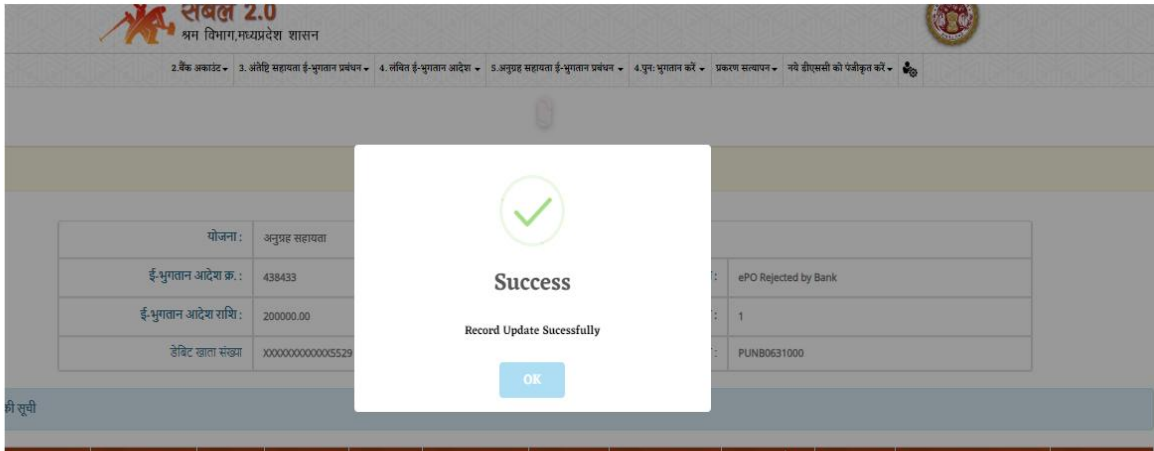 संबल 2.0
श्रम विभाग,मध्यप्रदेश शासन
2.बैंक अकाउंट 3. अंत्येष्टि सहायता ई-भुगतान प्रबंधन 4. लंबित ई-भुगतान आदेश 5.अनुग्रह सहायता ई-भुगतान प्रबंधन 4.पुन: भुगतान करें प्रकरण सत्यापन नये डीएससी को पंजीकृत करें
योजना : अनुग्रह सहायता
ई-भुगतान आदेश क्र. : 438433 : ePO Rejected by Bank
ई-भुगतान आदेश राशि : 200000.00 : 1
डेबिट खाता संख्या XXXXXXXXXXXX5529 : PUNB0631000
Success
Record Update Sucessfully
OK
की सूची